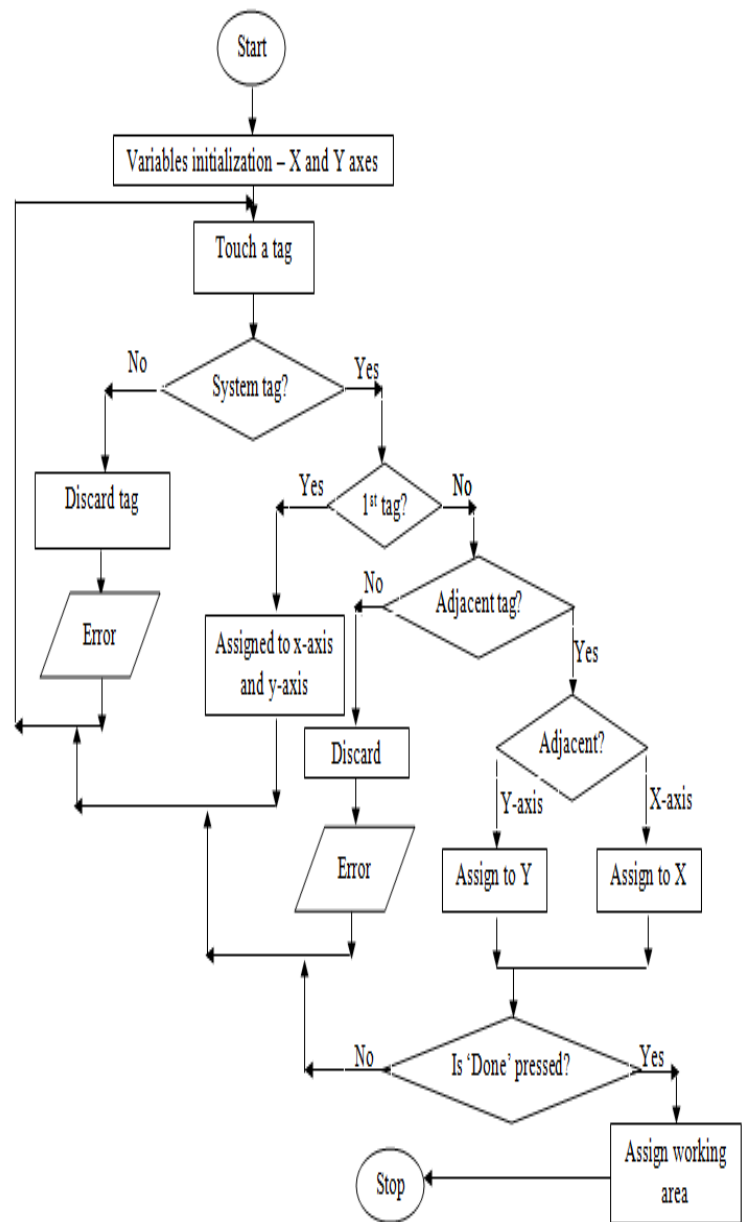 Start
Variables initialization – X and Y axes
Touch a tag
No
Yes
System tag?
Discard tag
Yes
1st tag?
No
Error
No
Adjacent tag?
Assigned to x-axis
and y-axis
Yes
Discard
Adjacent?
Y-axis
X-axis
Error
Assign to Y
Assign to X
No
Is ‘Done’ pressed?
Yes
Assign working
area
Stop